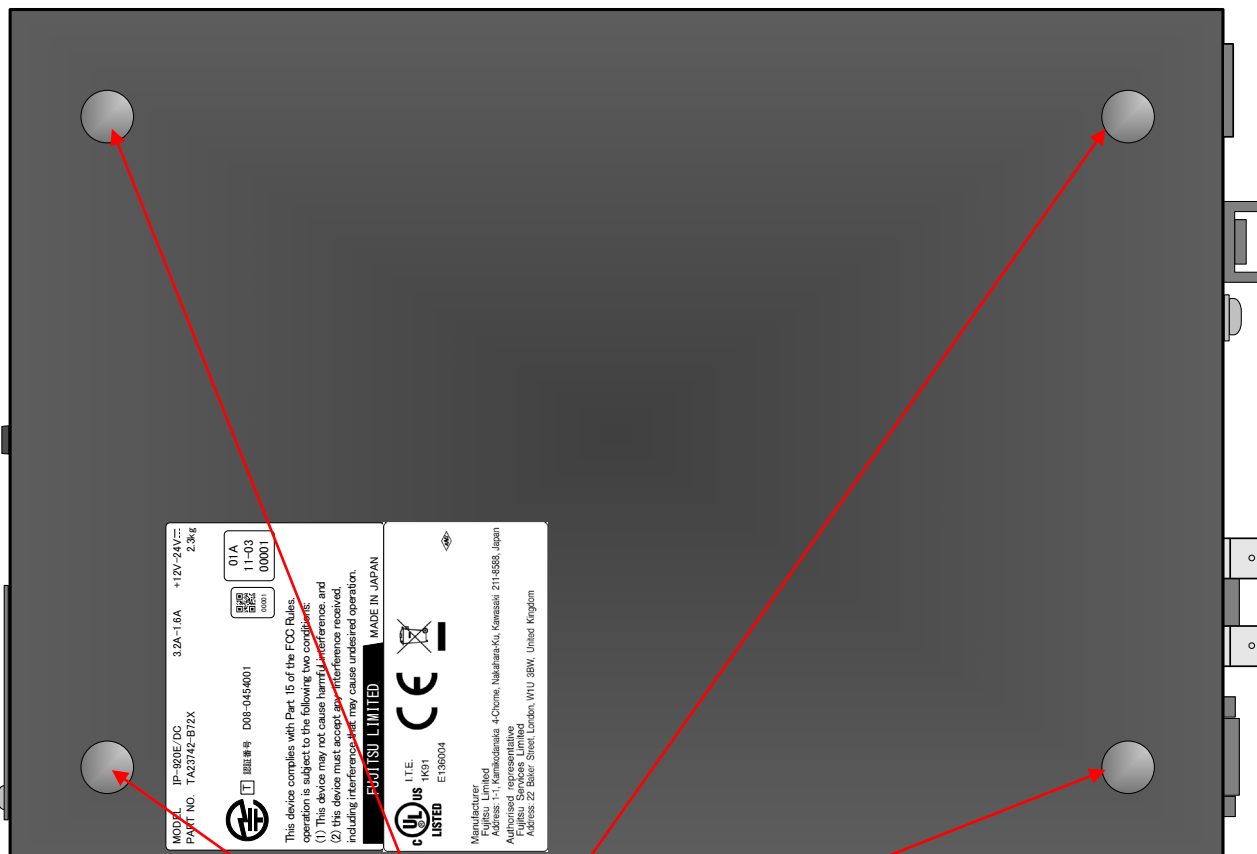 MODEL IP-920E/DC 3.2A-1.6A +12V-24V
PART NO. TA23742-B72X 2.3kg
T 認証番号 D08-0454001
01A
11-03
00001
00001
This device complies with Part 15 of the FCC Rules.
operation is subject to the following two conditions:
(1) This device may not cause harmful interference. and
(2) this device must accept any interference received,
including interference that may cause undesired operation.
FUJITSU LIMITED MADE IN JAPAN
C UL US LISTED
I.T.E.
1K91
E136004
CE
Manufacturer
Fujitsu Limited
Address: 1-1, Kamikodanaka 4-Chome, Nakahara-Ku, Kawasaki 211-8588, Japan
Authorised representative
Fujitsu Services Limited
Address: 22 Baker Street, London, W1U 3BW, United Kingdom